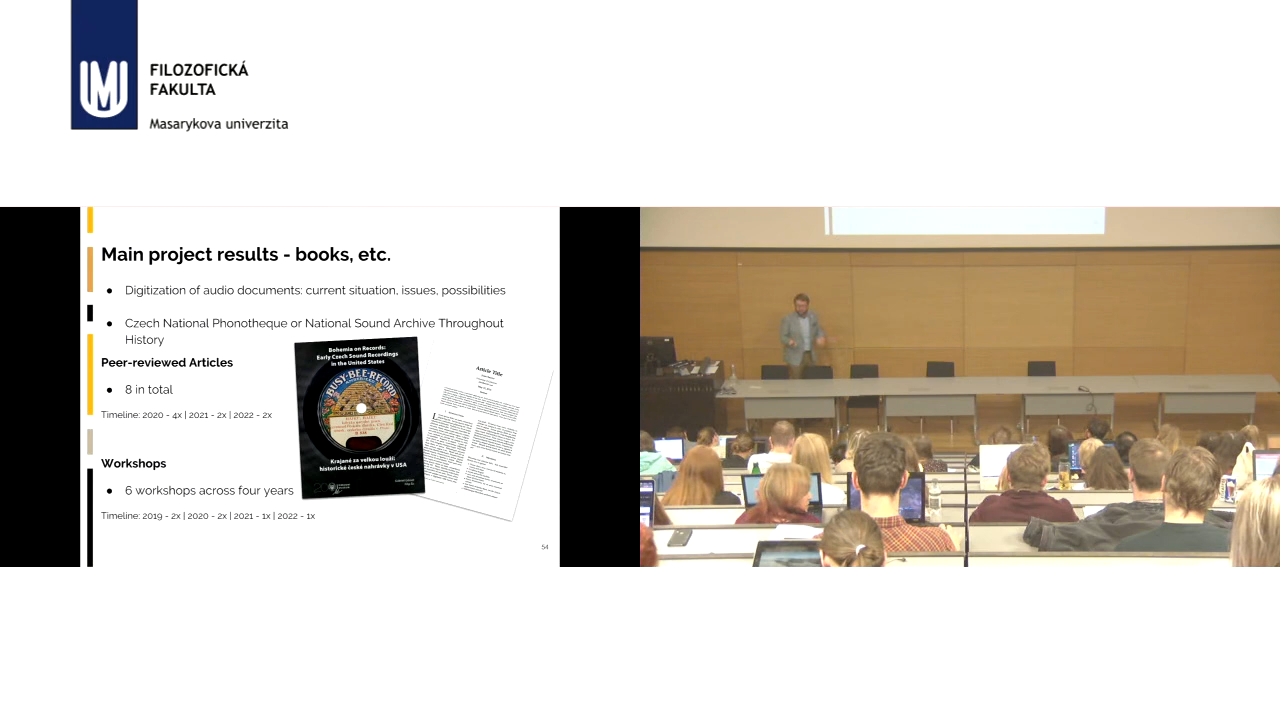 FILOZOFICKÁ
FAKULTA
Masarykova univerzita
Main project results - books, etc.
● Digitization of audio documents: current situation, issues, possibilities
● Czech National Phonotheque or National Sound Archive Throughout
History
Peer-reviewed Articles
● 8 in total
Timeline: 2020 - 4x | 2021 - 2x | 2022 - 2x
Workshops
● 6 workshops across four years
Timeline: 2019 - 2x | 2020 - 2x | 2021 - 1x | 2022 - 1x
Bohemia on Records:
Early Czech Sound Recordings
in the United States
BUSY-BEE-RECORD
Krajané za velkou louží:
historické české nahrávky v USA
Article Title
54